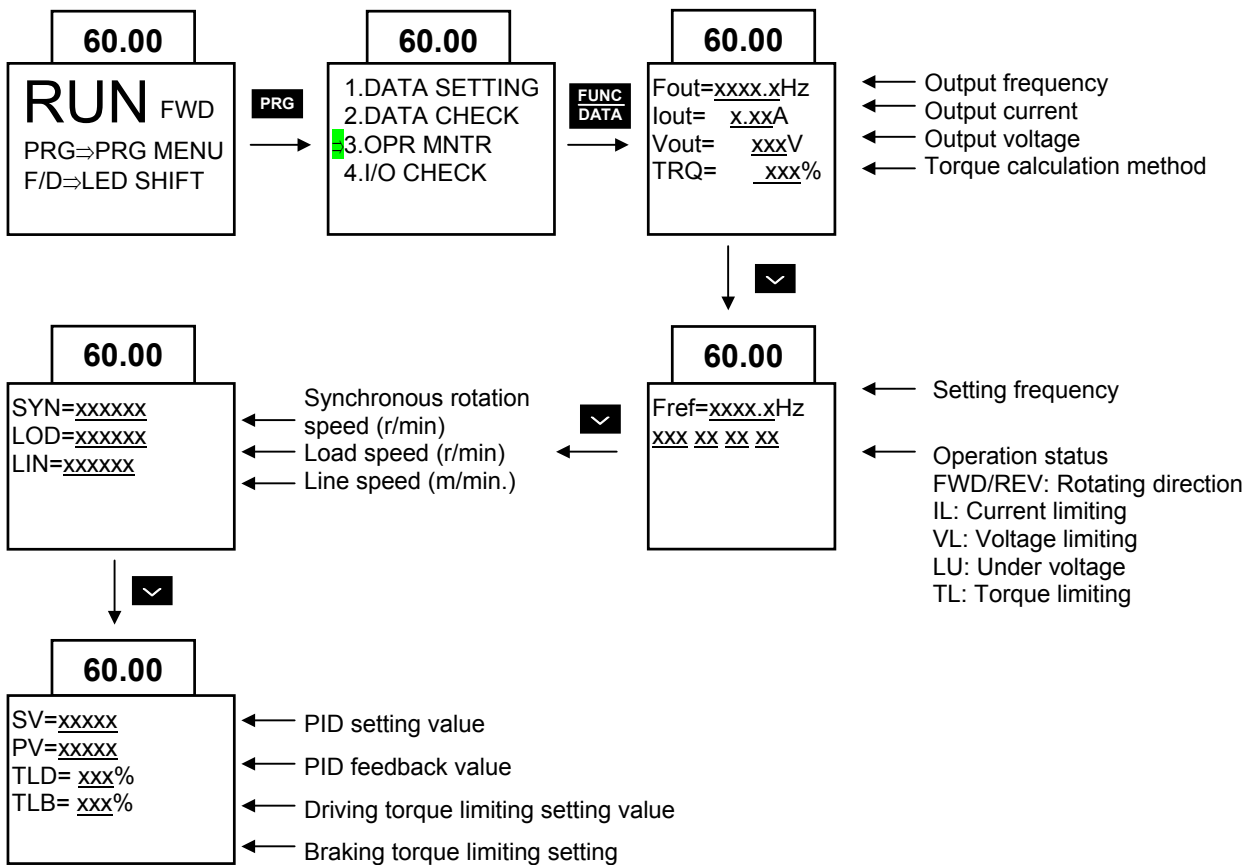 60.00
RUN FWD
PRG⇒PRG MENU
F/D⇒LED SHIFT
PRG
60.00
1.DATA SETTING
2.DATA CHECK
⇒3.OPR MNTR
4.I/O CHECK
FUNC
DATA
60.00
Fout=xxxx.xHz
Iout= x.xxA
Vout= xxxV
TRQ= xxx%
Output frequency
Output current
Output voltage
Torque calculation method
60.00
Fref=xxxx.xHz
xxx xx xx xx
Setting frequency
Operation status
FWD/REV: Rotating direction
IL: Current limiting
VL: Voltage limiting
LU: Under voltage
TL: Torque limiting
60.00
SYN=xxxxxx
LOD=xxxxxx
LIN=xxxxxx
Synchronous rotation
speed (r/min)
Load speed (r/min)
Line speed (m/min.)
60.00
SV=xxxxx
PV=xxxxx
TLD= xxx%
TLB= xxx%
PID setting value
PID feedback value
Driving torque limiting setting value
Braking torque limiting setting